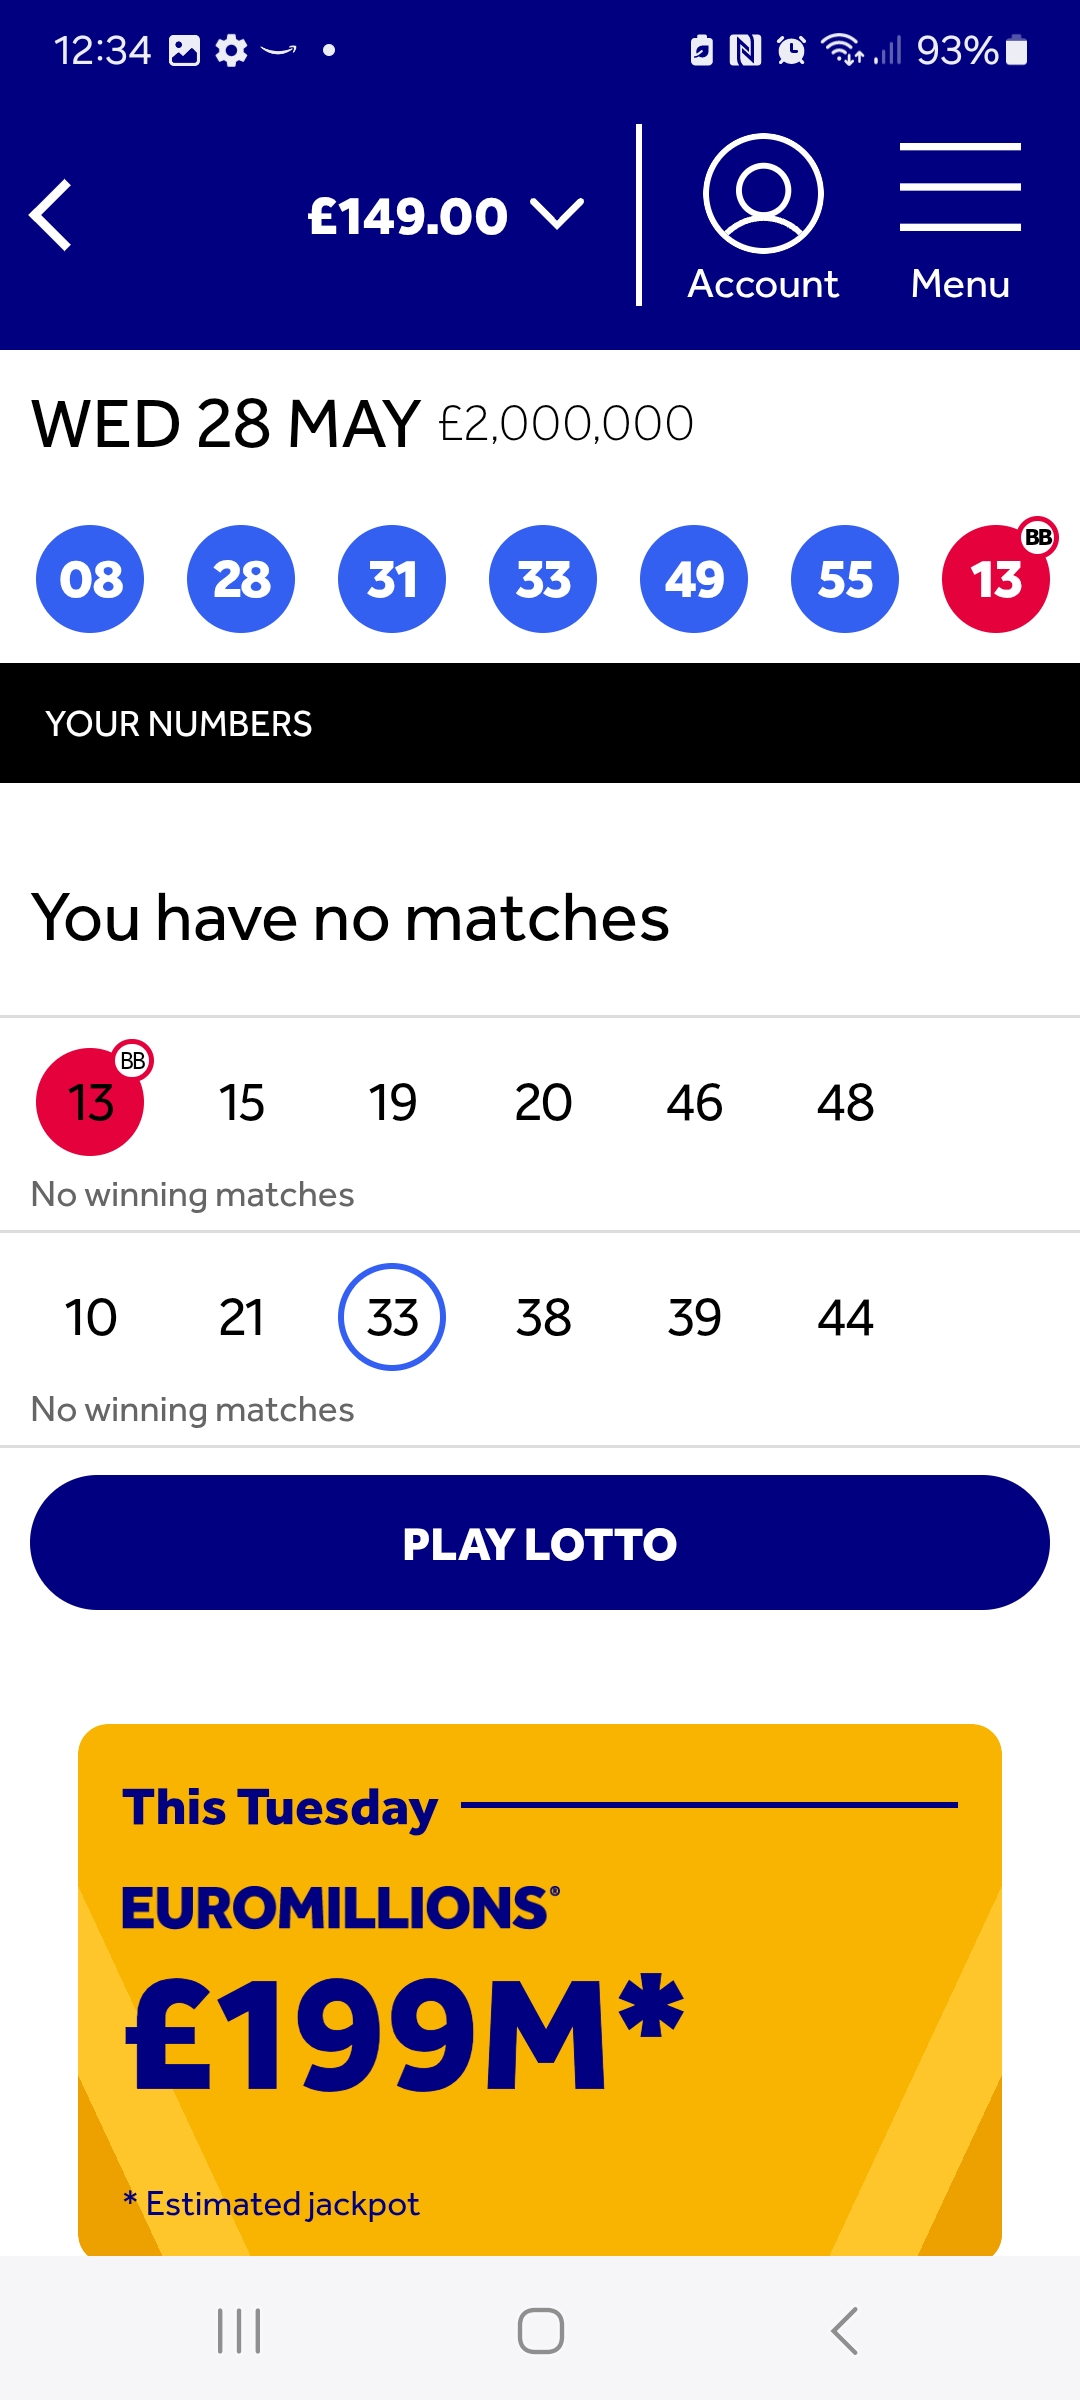 12:34 93%
£149.00
Account Menu
WED 28 MAY £2,000,000
08 28 31 33 49 55 13 BB
YOUR NUMBERS
You have no matches
13 BB 15 19 20 46 48
No winning matches
10 21 33 38 39 44
No winning matches
PLAY LOTTO
This Tuesday
EUROMILLIONS®
£199M*
* Estimated jackpot